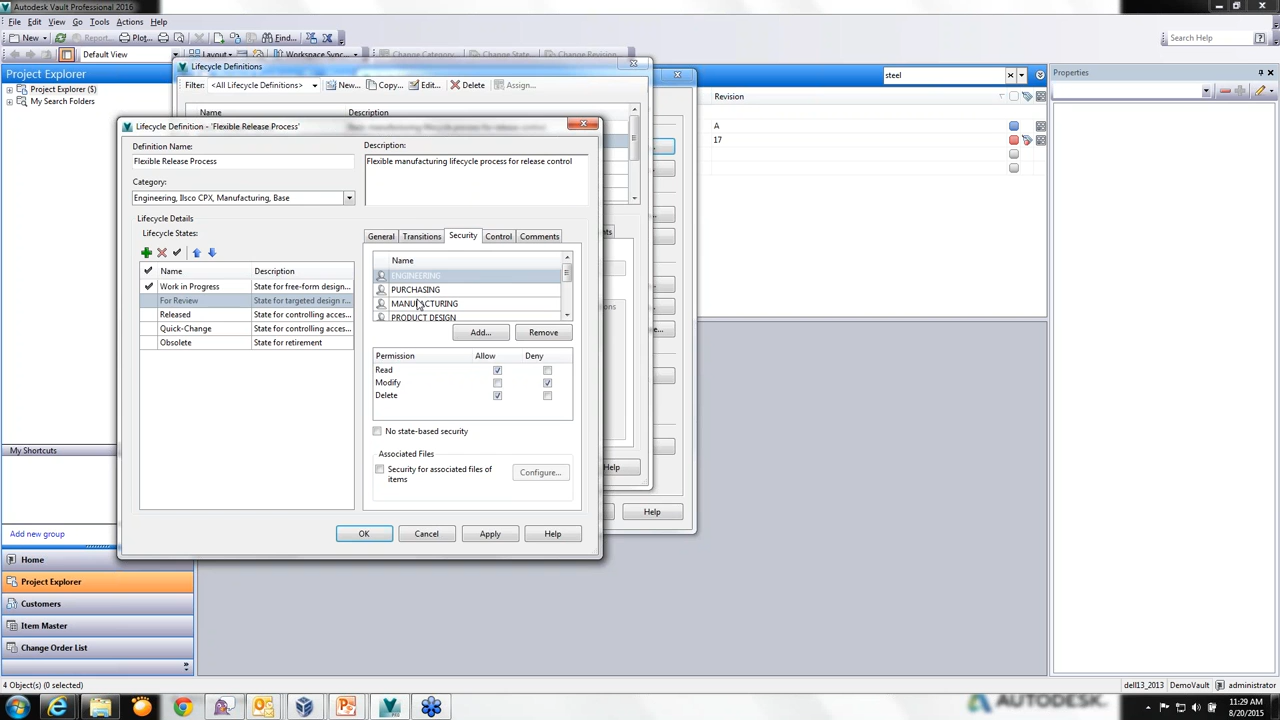 Autodesk Vault Professional 2016
File Edit View Go Tools Actions Help
New Report... Plot... Find... Workspace Sync...
Search Help
Default View Layout Change Category... Change State... Change Revision...
Project Explorer
Project Explorer ($)
My Search Folders
Lifecycle Definitions
Filter: <All Lifecycle Definitions> New... Copy... Edit... Delete Assign...
Name Description
steel
Properties
Revision
A
17
Lifecycle Definition - 'Flexible Release Process'
Definition Name:
Flexible Release Process
Category:
Engineering, Ilsco CPX, Manufacturing, Base
Description:
Flexible manufacturing lifecycle process for release control
Lifecycle Details
Lifecycle States:
Name Description
Work in Progress State for free-form design...
For Review State for targeted design r...
Released State for controlling acces...
Quick-Change State for controlling acces...
Obsolete State for retirement
General Transitions Security Control Comments
Name
ENGINEERING
PURCHASING
MANUFACTURING
PRODUCT DESIGN
Add... Remove
Permission Allow Deny
Read
Modify
Delete
No state-based security
Associated Files
Security for associated files of
items
Configure...
OK Cancel Apply Help
Help
Help
My Shortcuts
Add new group
Home
Project Explorer
Customers
Item Master
Change Order List
4 Object(s) (0 selected)
dell13_2013 DemoVault administrator
AUTODESK.
11:29 AM
8/20/2015